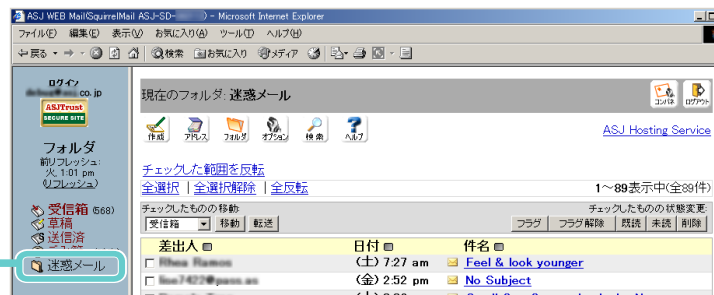 ASJ WEB Mail(SquirrelMail ASJ-SD- ) - Microsoft Internet Explorer
ファイル(F) 編集(E) 表示(V) お気に入り(A) ツール(T) ヘルプ(H)
戻る 検索 お気に入り メディア
ログイン
co.jp
ASJTrust
SECURE SITE
フォルダ
前リフレッシュ:
火, 1:01 pm
(リフレッシュ)
受信箱 (568)
草稿
送信済
迷惑メール
現在のフォルダ: 迷惑メール
コンパネ ログアウト
作成 アドレス フォルダ オプション 検索 ヘルプ
ASJ Hosting Service
チェックした範囲を反転
全選択 | 全選択解除 | 全反転
1～89表示中(全89件)
チェックしたものの移動: チェックしたものの状態変更:
受信箱 移動 転送 フラグ フラグ解除 既読 未読 削除
差出人 日付 件名
(土) 7:27 am Feel & look younger
(金) 2:52 pm No Subject